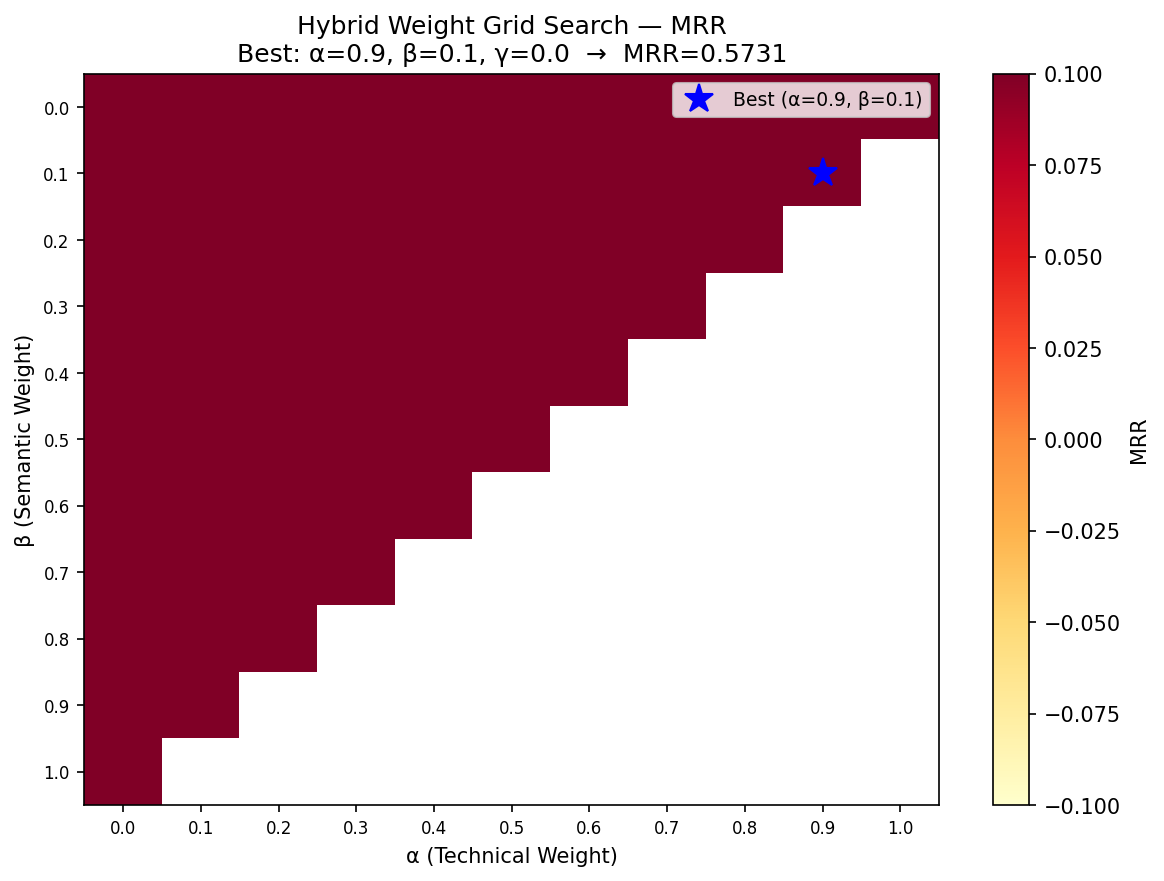 Hybrid Weight Grid Search — MRR
Best: α=0.9, β=0.1, γ=0.0 → MRR=0.5731
Best (α=0.9, β=0.1)
β (Semantic Weight)
0.0
0.1
0.2
0.3
0.4
0.5
0.6
0.7
0.8
0.9
1.0
0.0 0.1 0.2 0.3 0.4 0.5 0.6 0.7 0.8 0.9 1.0
α (Technical Weight)
0.100
0.075
0.050
0.025
0.000
−0.025
−0.050
−0.075
−0.100
MRR